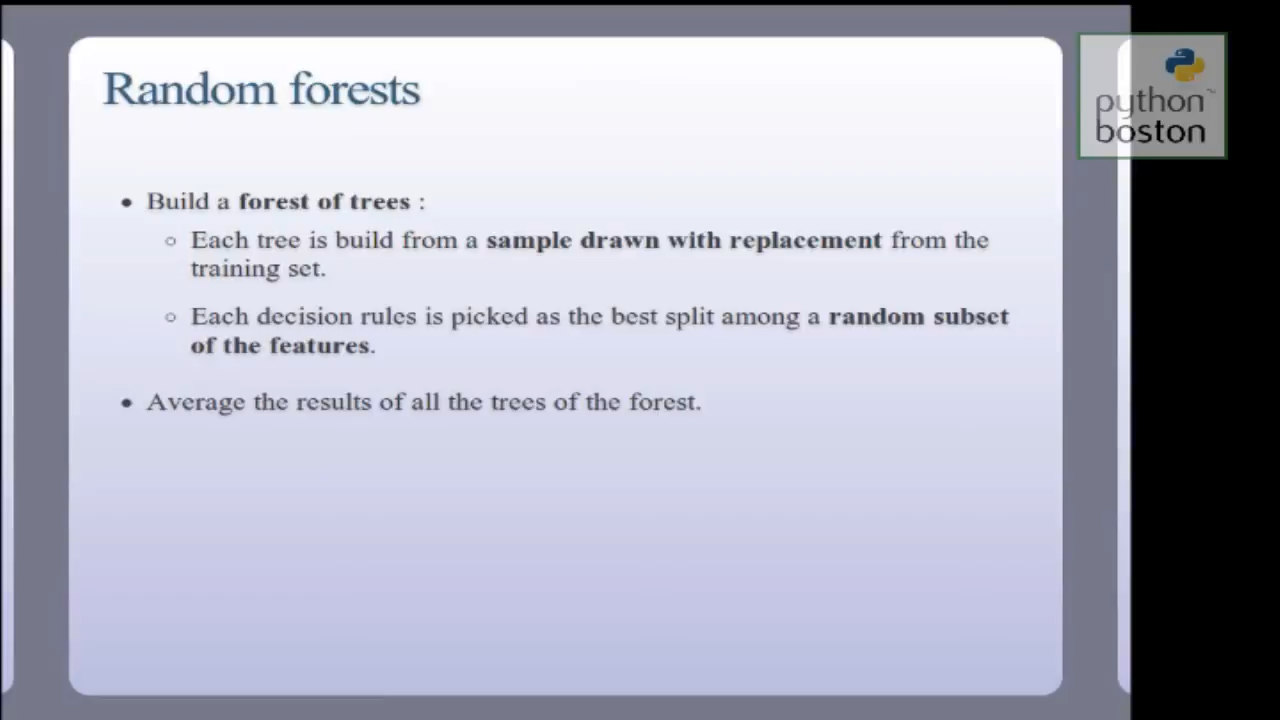 Random forests
python™
boston
• Build a forest of trees :
○ Each tree is build from a sample drawn with replacement from the
training set.
○ Each decision rules is picked as the best split among a random subset
of the features.
• Average the results of all the trees of the forest.